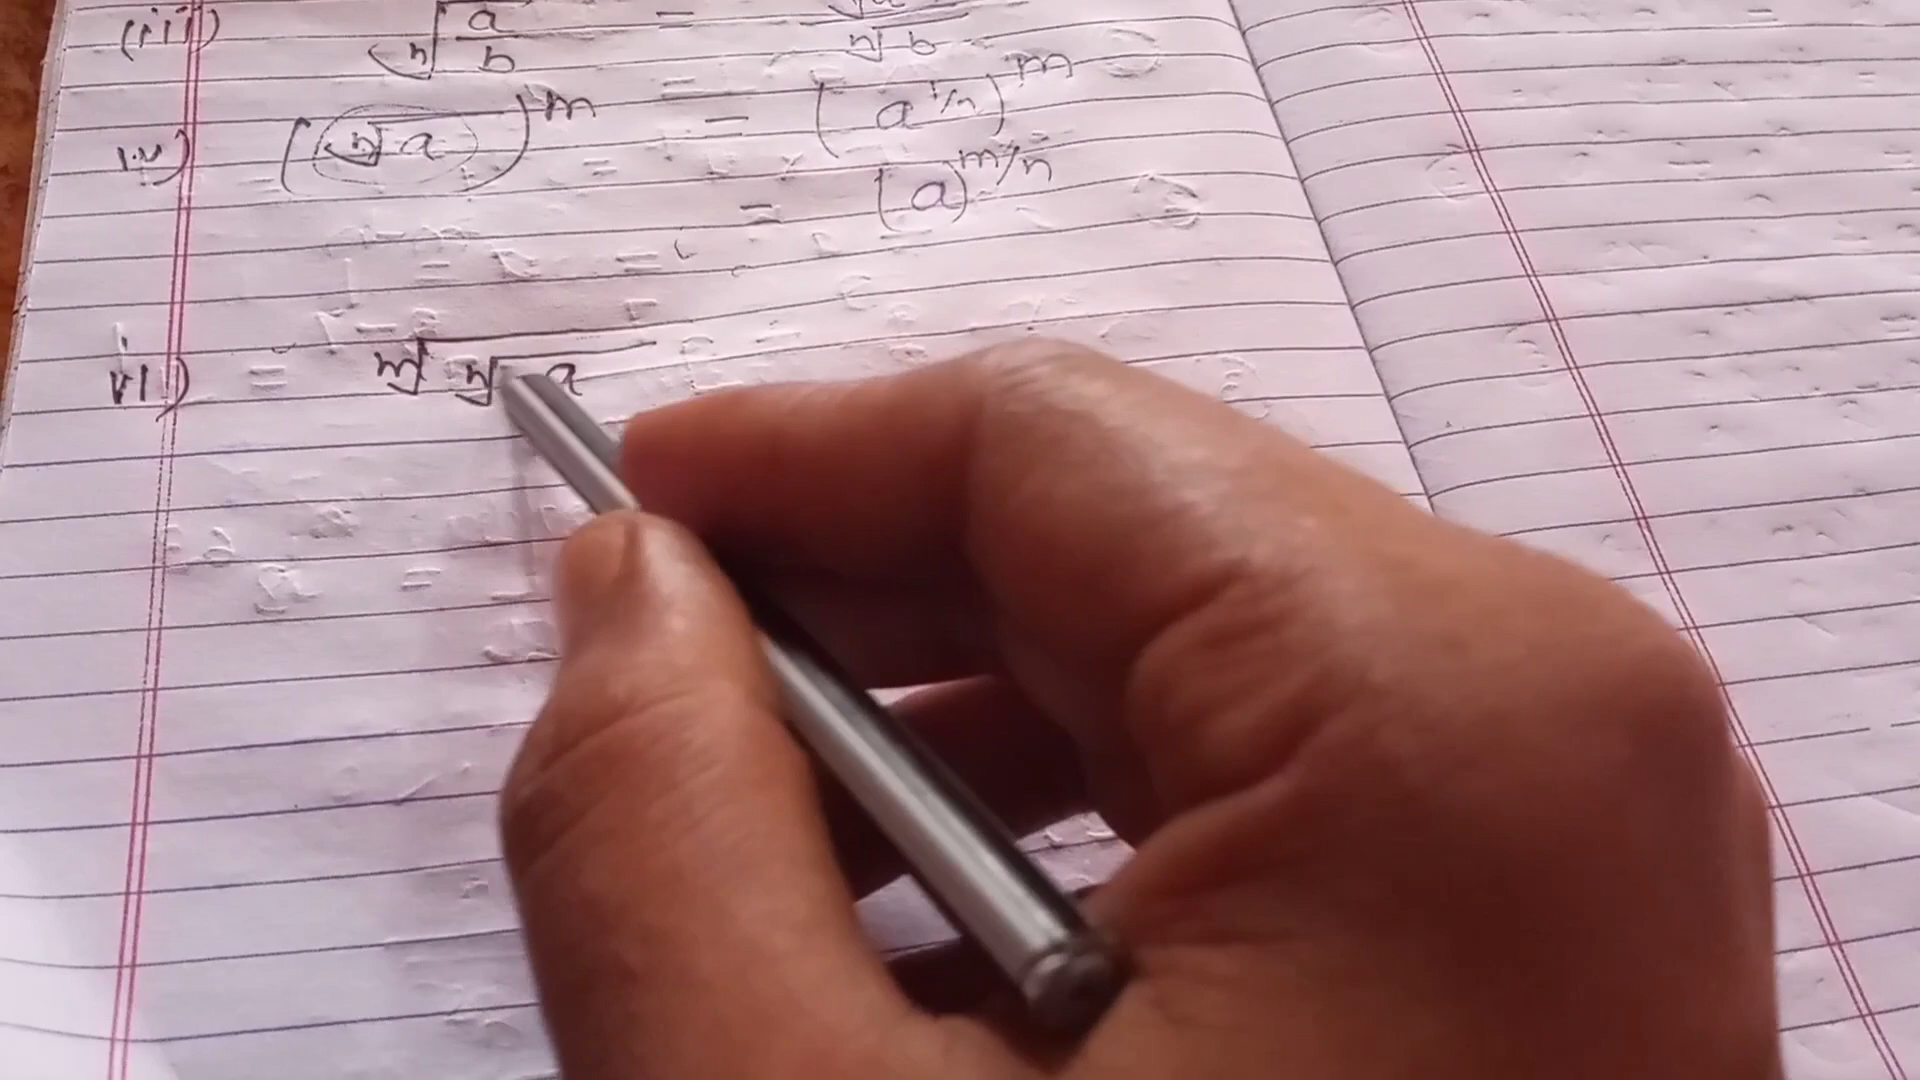 (iii) ⁿ√(a/b) = ⁿ√a / ⁿ√b
iv) (ⁿ√a)^m = (a^1/n)^m
= (a)^m/n
vi) = ᵐ√ⁿ√a